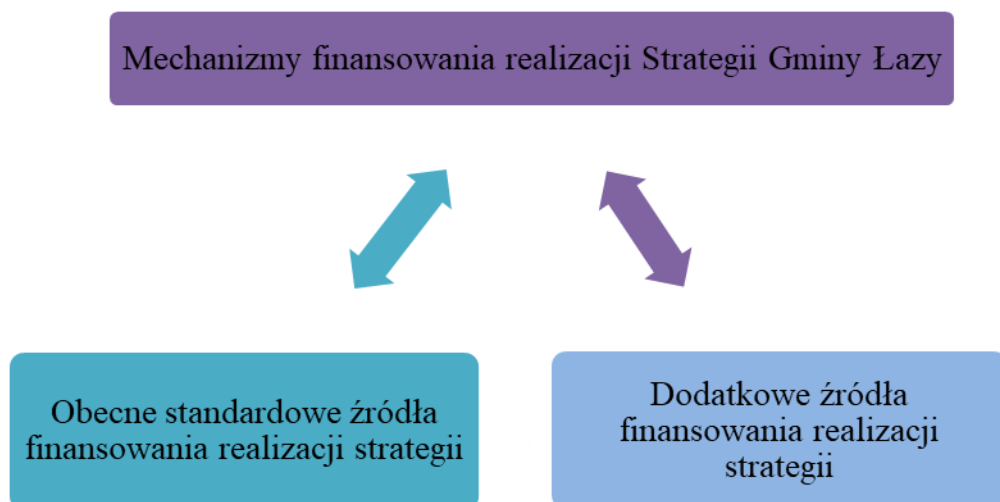 Mechanizmy finansowania realizacji Strategii Gminy Łazy
Obecne standardowe źródła
finansowania realizacji strategii
Dodatkowe źródła
finansowania realizacji
strategii